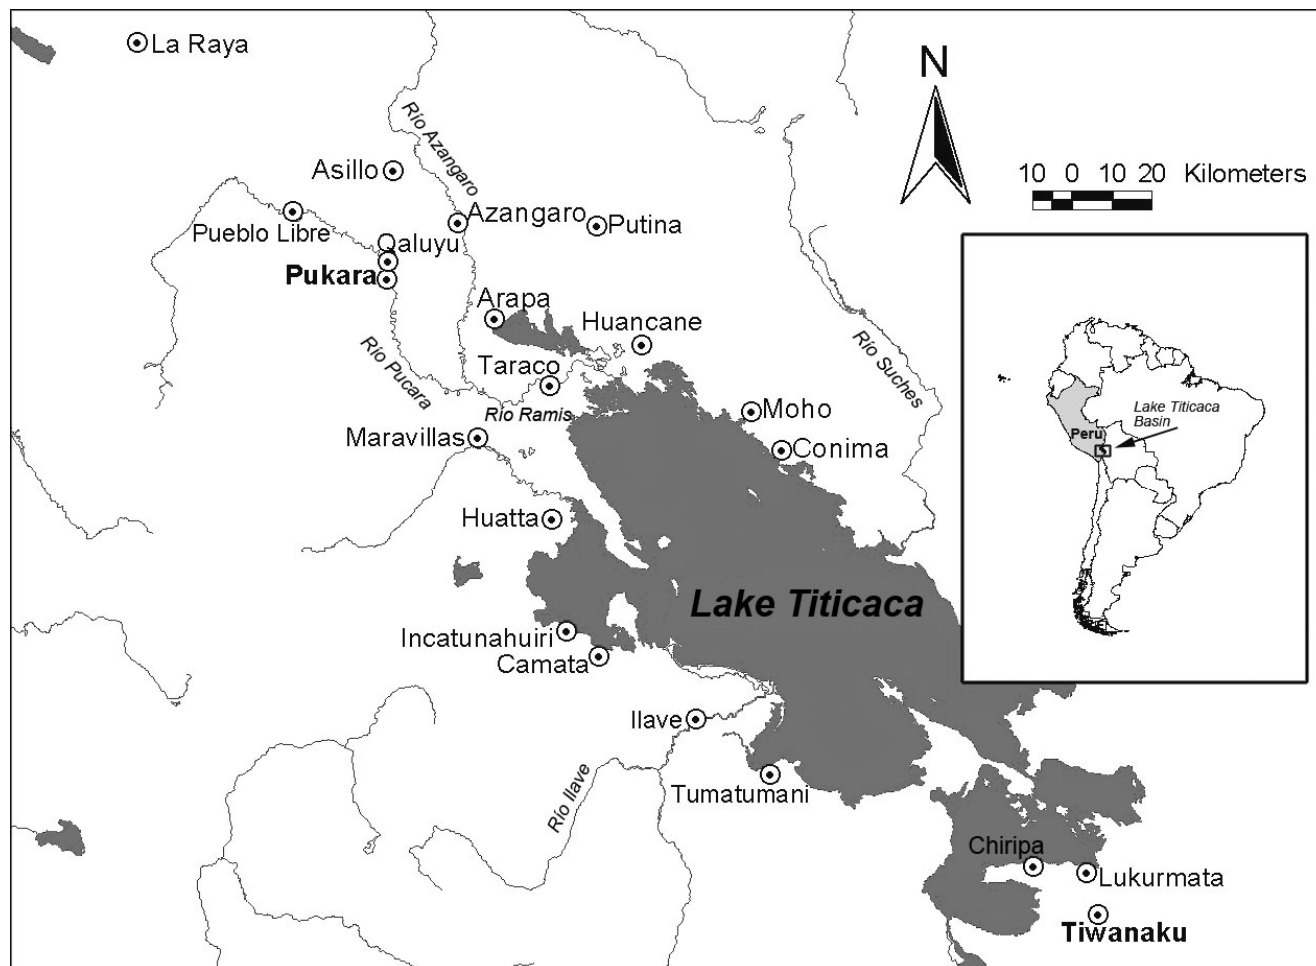 La Raya
N
Río Azangaro
Asillo
10 0 10 20 Kilometers
Azangaro
Putina
Pueblo Libre
Qaluyu
Pukara
Arapa
Huancane
Río Pucara
Taraco
Río Suches
Río Ramis
Moho
Maravillas
Conima
Lake Titicaca
Basin
Peru
Huatta
Lake Titicaca
Incatunahuiri
Camata
Ilave
Río Ilave
Tumatumani
Chiripa
Lukurmata
Tiwanaku